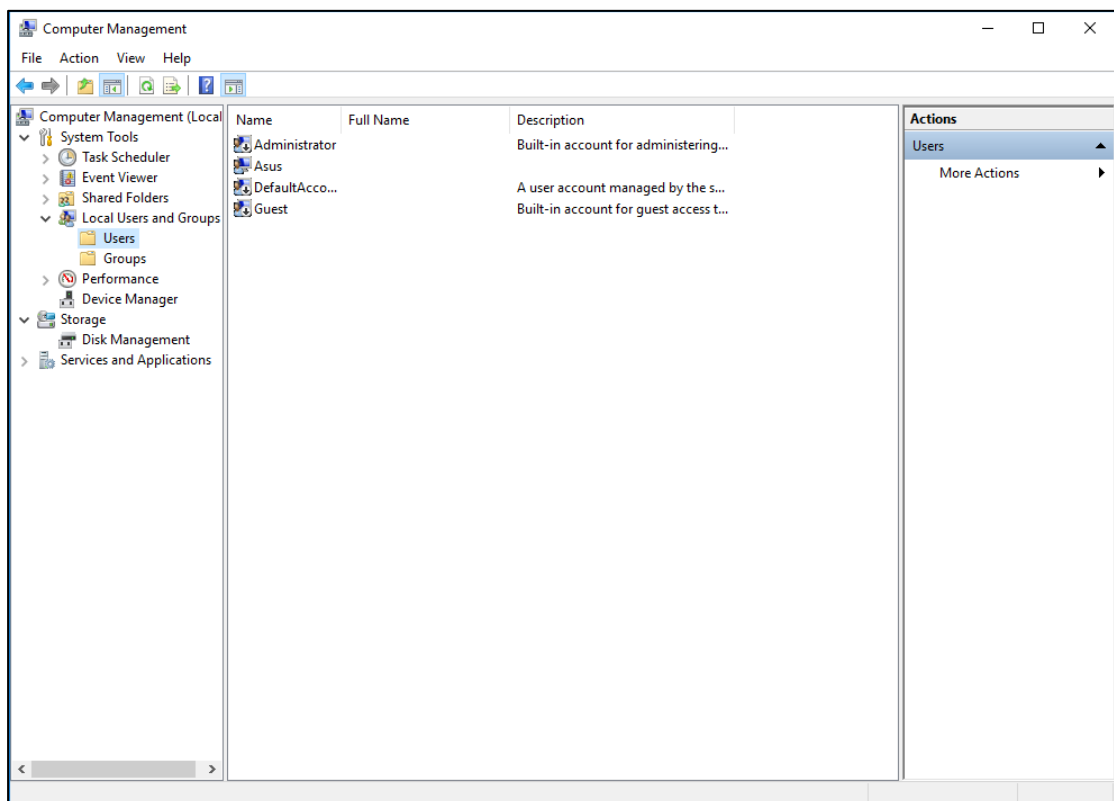 Computer Management
File Action View Help
Computer Management (Local
System Tools
Task Scheduler
Event Viewer
Shared Folders
Local Users and Groups
Users
Groups
Performance
Device Manager
Storage
Disk Management
Services and Applications
Name Full Name Description
Administrator Built-in account for administering...
Asus
DefaultAcco... A user account managed by the s...
Guest Built-in account for guest access t...
Actions
Users
More Actions